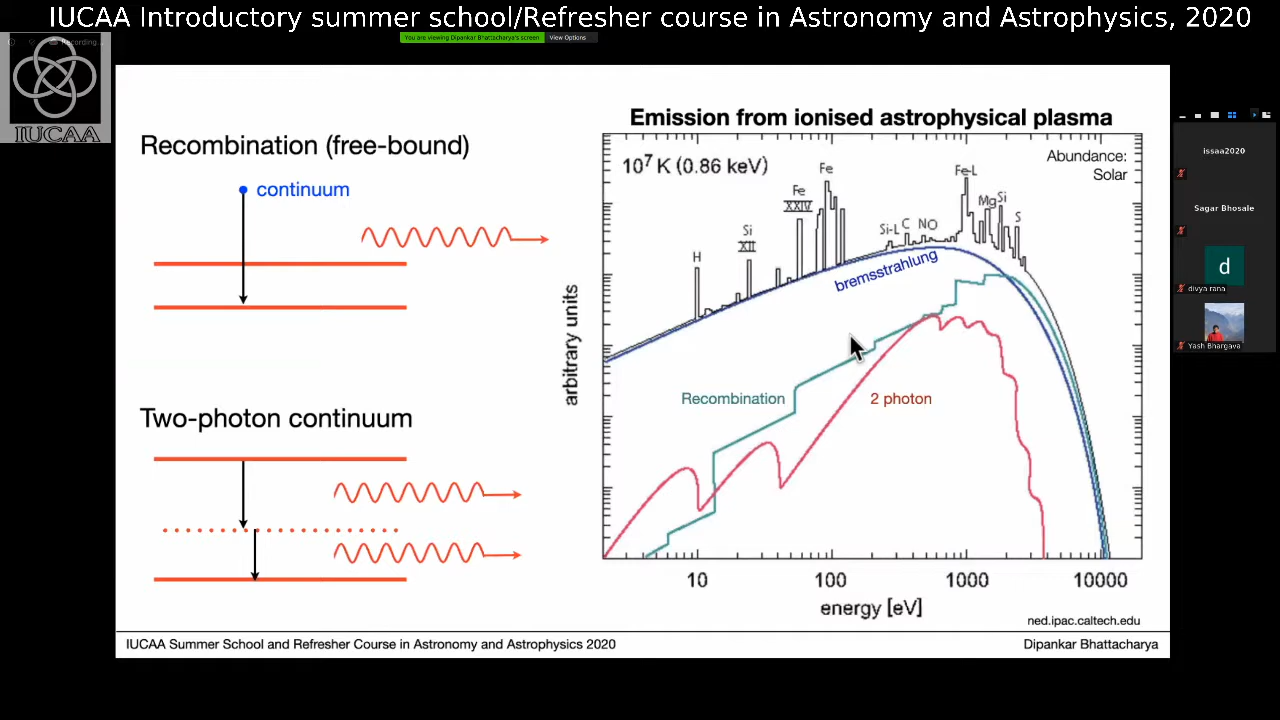 IUCAA Introductory summer school/Refresher course in Astronomy and Astrophysics, 2020
Recording...
You are viewing Dipankar Bhattacharya's screen
View Options
IUCAA
Recombination (free-bound)
continuum
Two-photon continuum
Emission from ionised astrophysical plasma
10⁷ K (0.86 keV)
Abundance:
Solar
H
Si
XII
Fe
XXIV
Fe
Si-L
C
NO
Fe-L
Mg
Si
S
bremsstrahlung
Recombination
2 photon
arbitrary units
10
100
1000
10000
energy [eV]
ned.ipac.caltech.edu
IUCAA Summer School and Refresher Course in Astronomy and Astrophysics 2020
Dipankar Bhattacharya
issaa2020
Sagar Bhosale
d
divya rana
Yash Bhargava